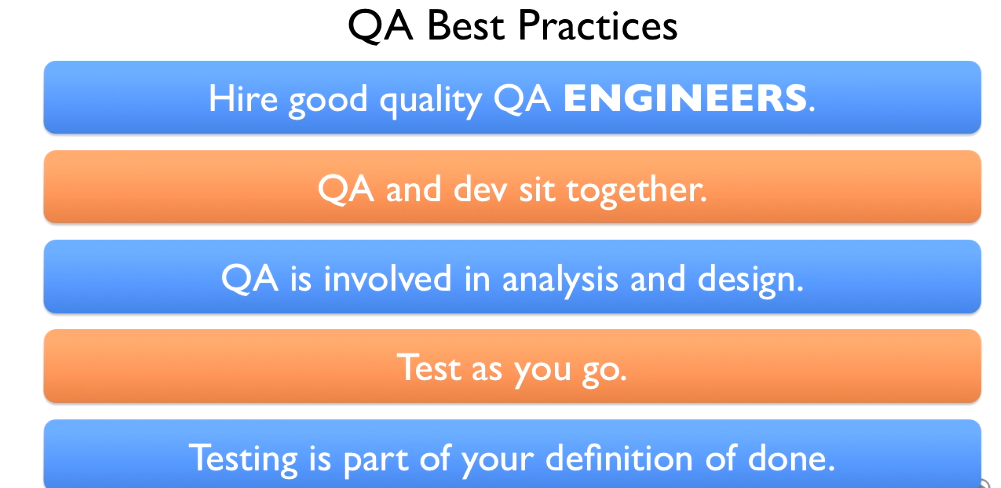 QA Best Practices
Hire good quality QA ENGINEERS.
QA and dev sit together.
QA is involved in analysis and design.
Test as you go.
Testing is part of your definition of done.